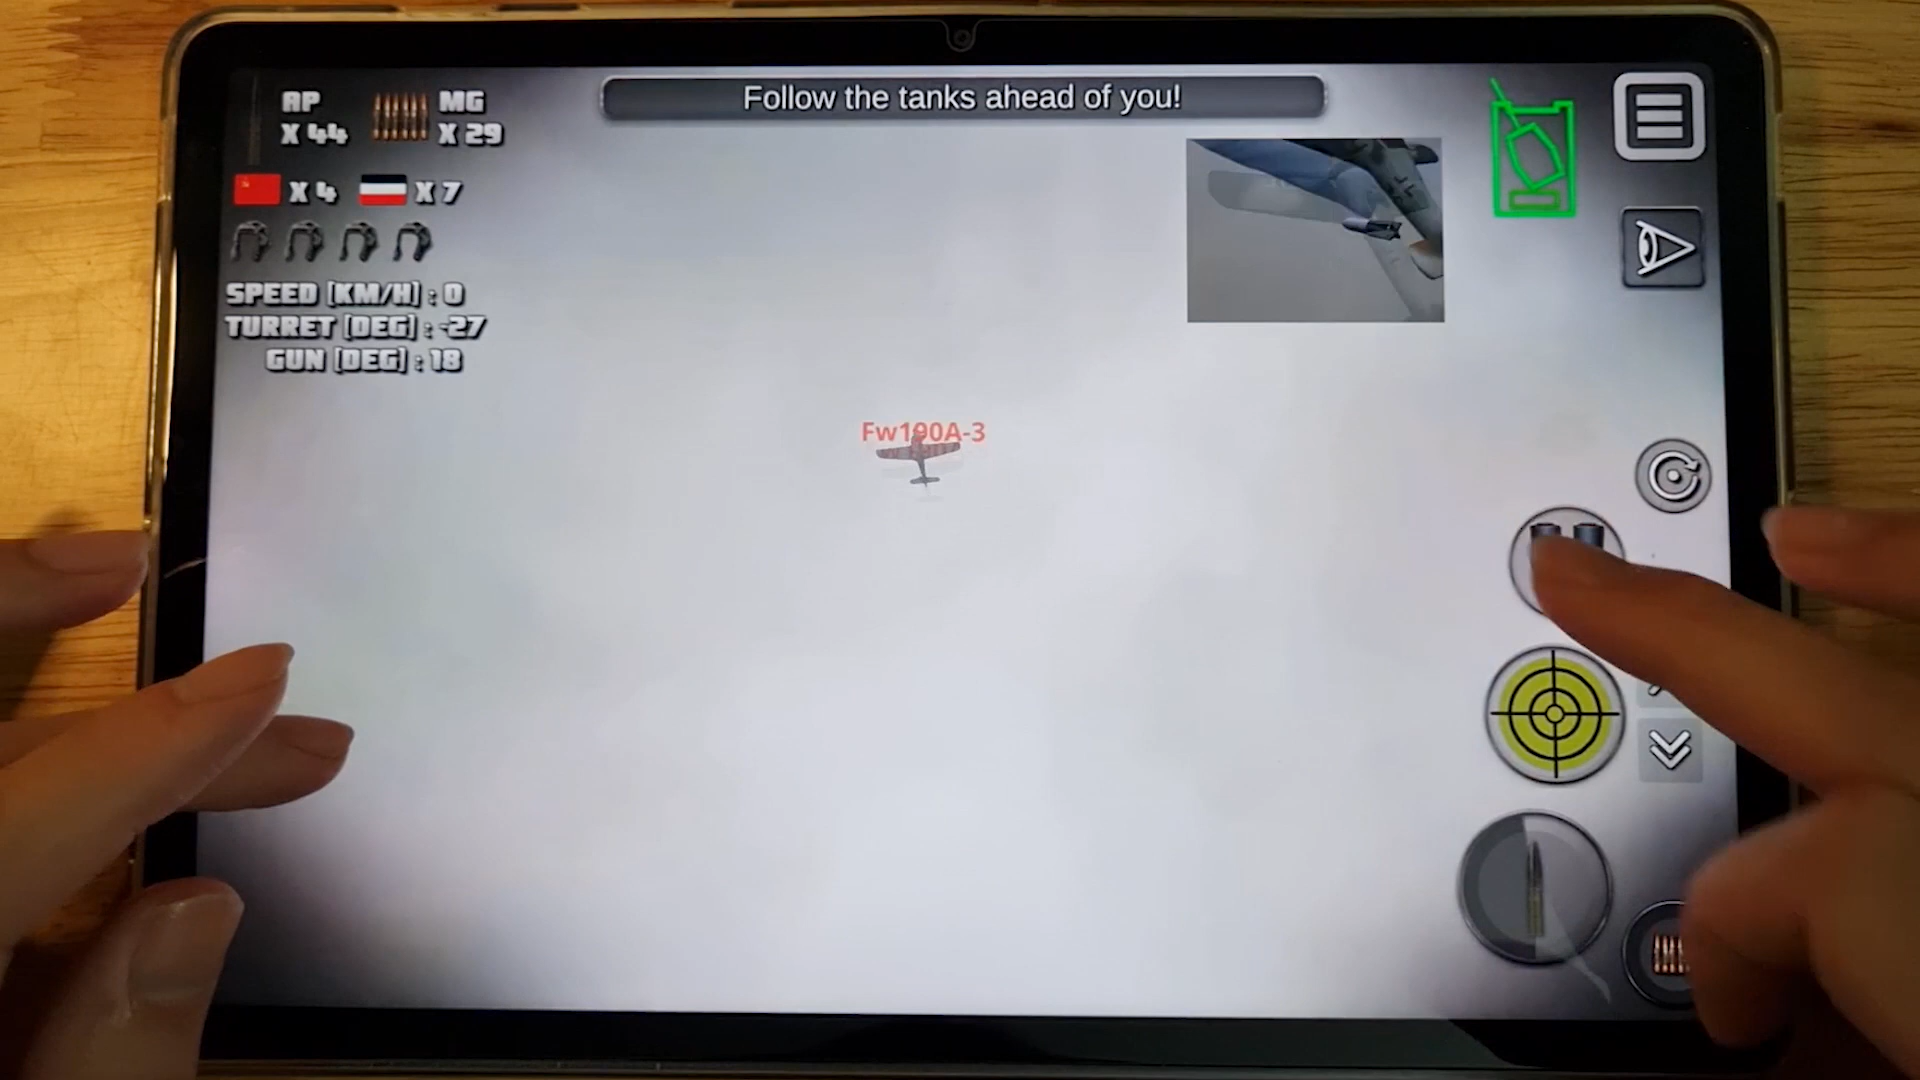 Follow the tanks ahead of you!
AP
X 44
MG
X 29
X 4
X 7
SPEED [KM/H] : 0
TURRET [DEG] : -27
GUN [DEG] : 18
Fw190A-3